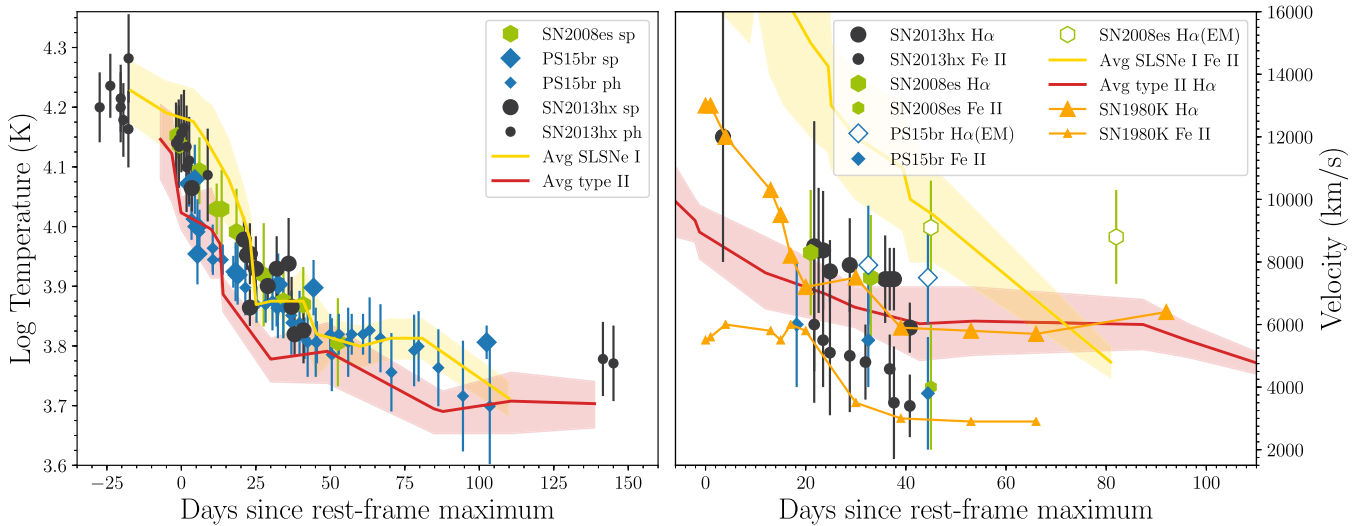 Log Temperature (K)
4.3
4.2
4.1
4.0
3.9
3.8
3.7
3.6
SN2008es sp
PS15br sp
PS15br ph
SN2013hx sp
SN2013hx ph
Avg SLSNe I
Avg type II
−25
0
25
50
75
100
125
150
Days since rest-frame maximum
SN2013hx Hα
SN2013hx Fe II
SN2008es Hα
SN2008es Fe II
PS15br Hα(EM)
PS15br Fe II
SN2008es Hα(EM)
Avg SLSNe I Fe II
Avg type II Hα
SN1980K Hα
SN1980K Fe II
16000
14000
12000
10000
8000
6000
4000
2000
Velocity (km/s)
0
20
40
60
80
100
Days since rest-frame maximum